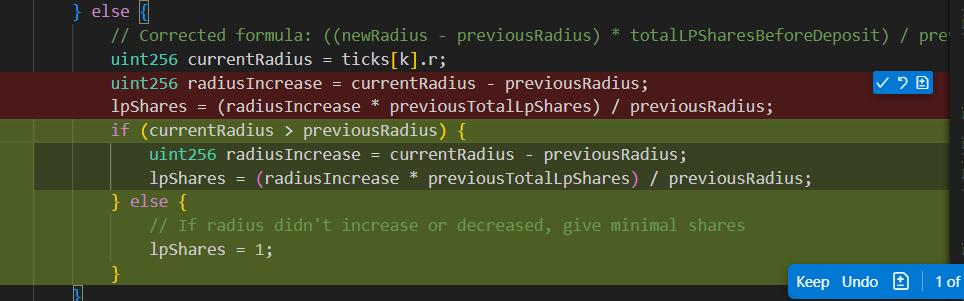 } else {
// Corrected formula: ((newRadius - previousRadius) * totalLPSharesBeforeDeposit) /
uint256 currentRadius = ticks[k].r;
uint256 radiusIncrease = currentRadius - previousRadius;
lpShares = (radiusIncrease * previousTotalLpShares) / previousRadius;
if (currentRadius > previousRadius) {
uint256 radiusIncrease = currentRadius - previousRadius;
lpShares = (radiusIncrease * previousTotalLpShares) / previousRadius;
} else {
// If radius didn't increase or decreased, give minimal shares
lpShares = 1;
}
}
Keep Undo 1 of